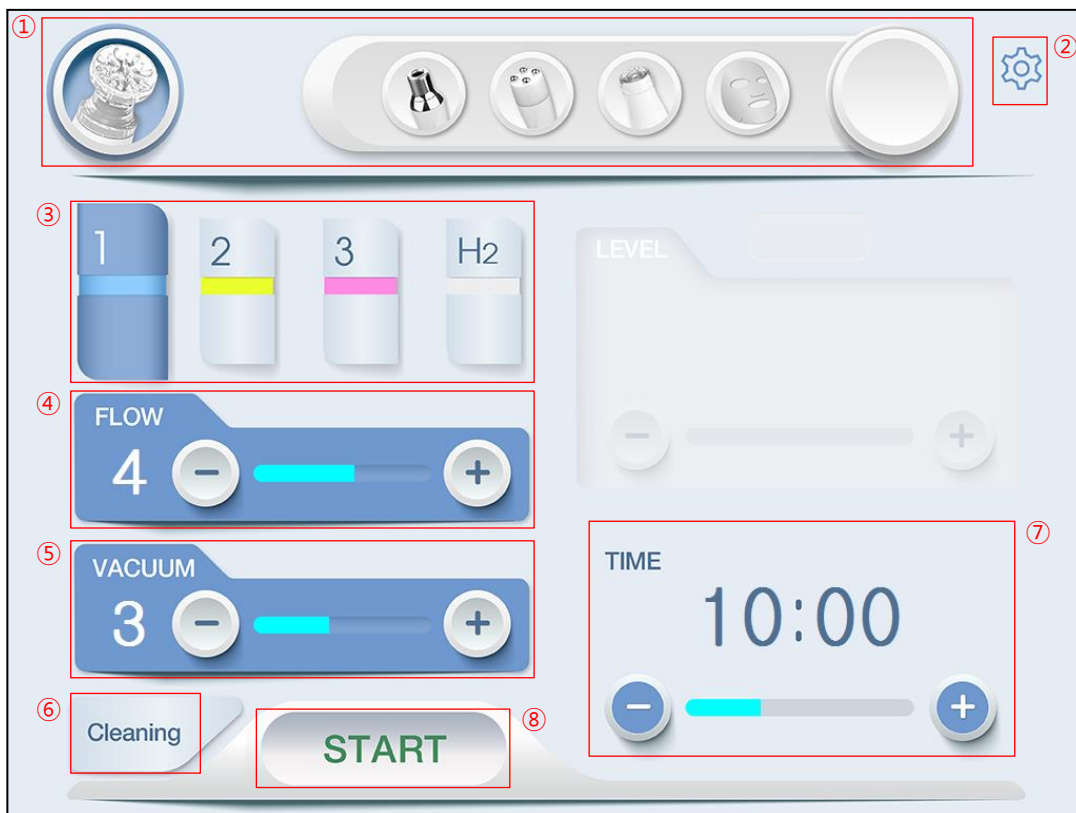 ①
②
③
1
2
3
H2
LEVEL
④
FLOW
4
− +
⑤
VACUUM
3
− +
− +
⑥
Cleaning
⑧
START
⑦
TIME
10:00
− +